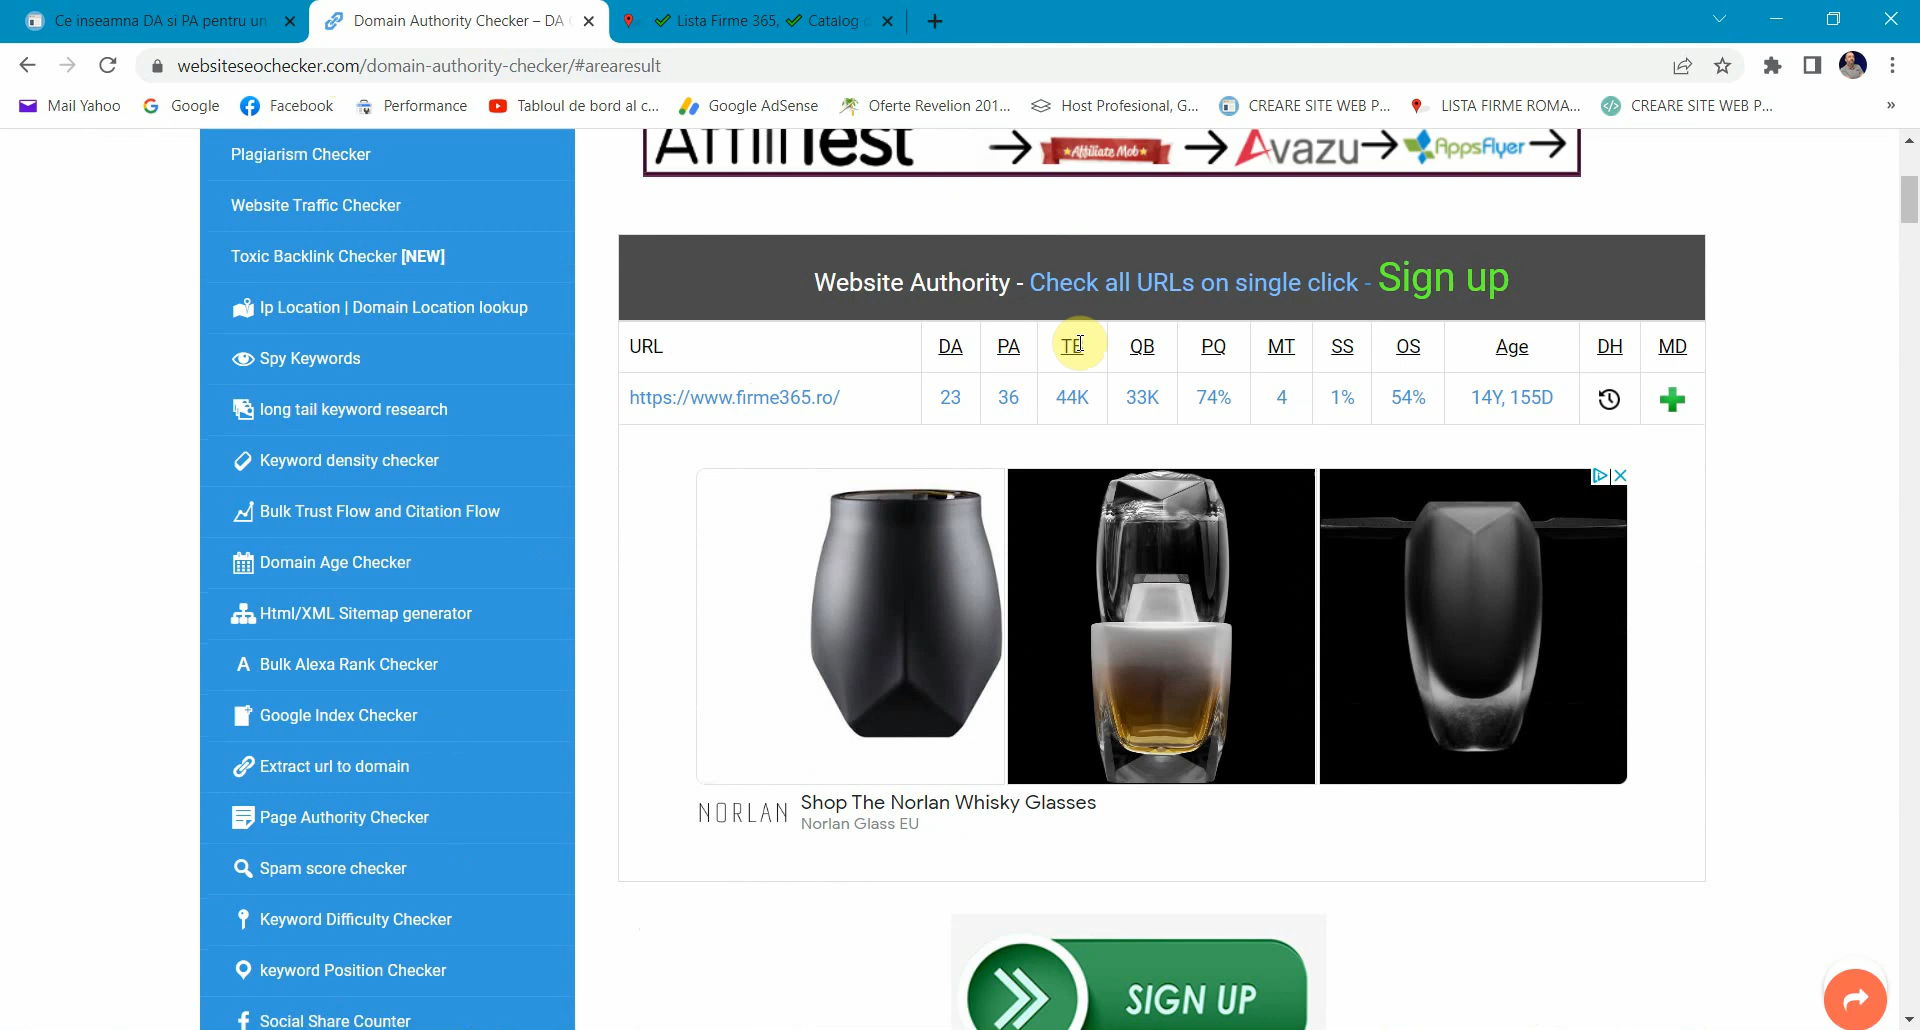 Ce inseamna DA si PA pentru un
Domain Authority Checker – DA
Lista Firme 365, Catalog
websiteseochecker.com/domain-authority-checker/#arearesult
Mail Yahoo
Google
Facebook
Performance
Tabloul de bord al c...
Google AdSense
Oferte Revelion 201...
Host Profesional, G...
CREARE SITE WEB P...
LISTA FIRME ROMA...
CREARE SITE WEB P...
»
Plagiarism Checker
Website Traffic Checker
Toxic Backlink Checker [NEW]
Ip Location | Domain Location lookup
Spy Keywords
long tail keyword research
Keyword density checker
Bulk Trust Flow and Citation Flow
Domain Age Checker
Html/XML Sitemap generator
A Bulk Alexa Rank Checker
Google Index Checker
Extract url to domain
Page Authority Checker
Spam score checker
Keyword Difficulty Checker
keyword Position Checker
Social Share Counter
Affiliate Mob
Avazu
AppsFlyer
Website Authority - Check all URLs on single click - Sign up
URL DA PA TB QB PQ MT SS OS Age DH MD
https://www.firme365.ro/ 23 36 44K 33K 74% 4 1% 54% 14Y, 155D
NORLAN
Shop The Norlan Whisky Glasses
Norlan Glass EU
SIGN UP